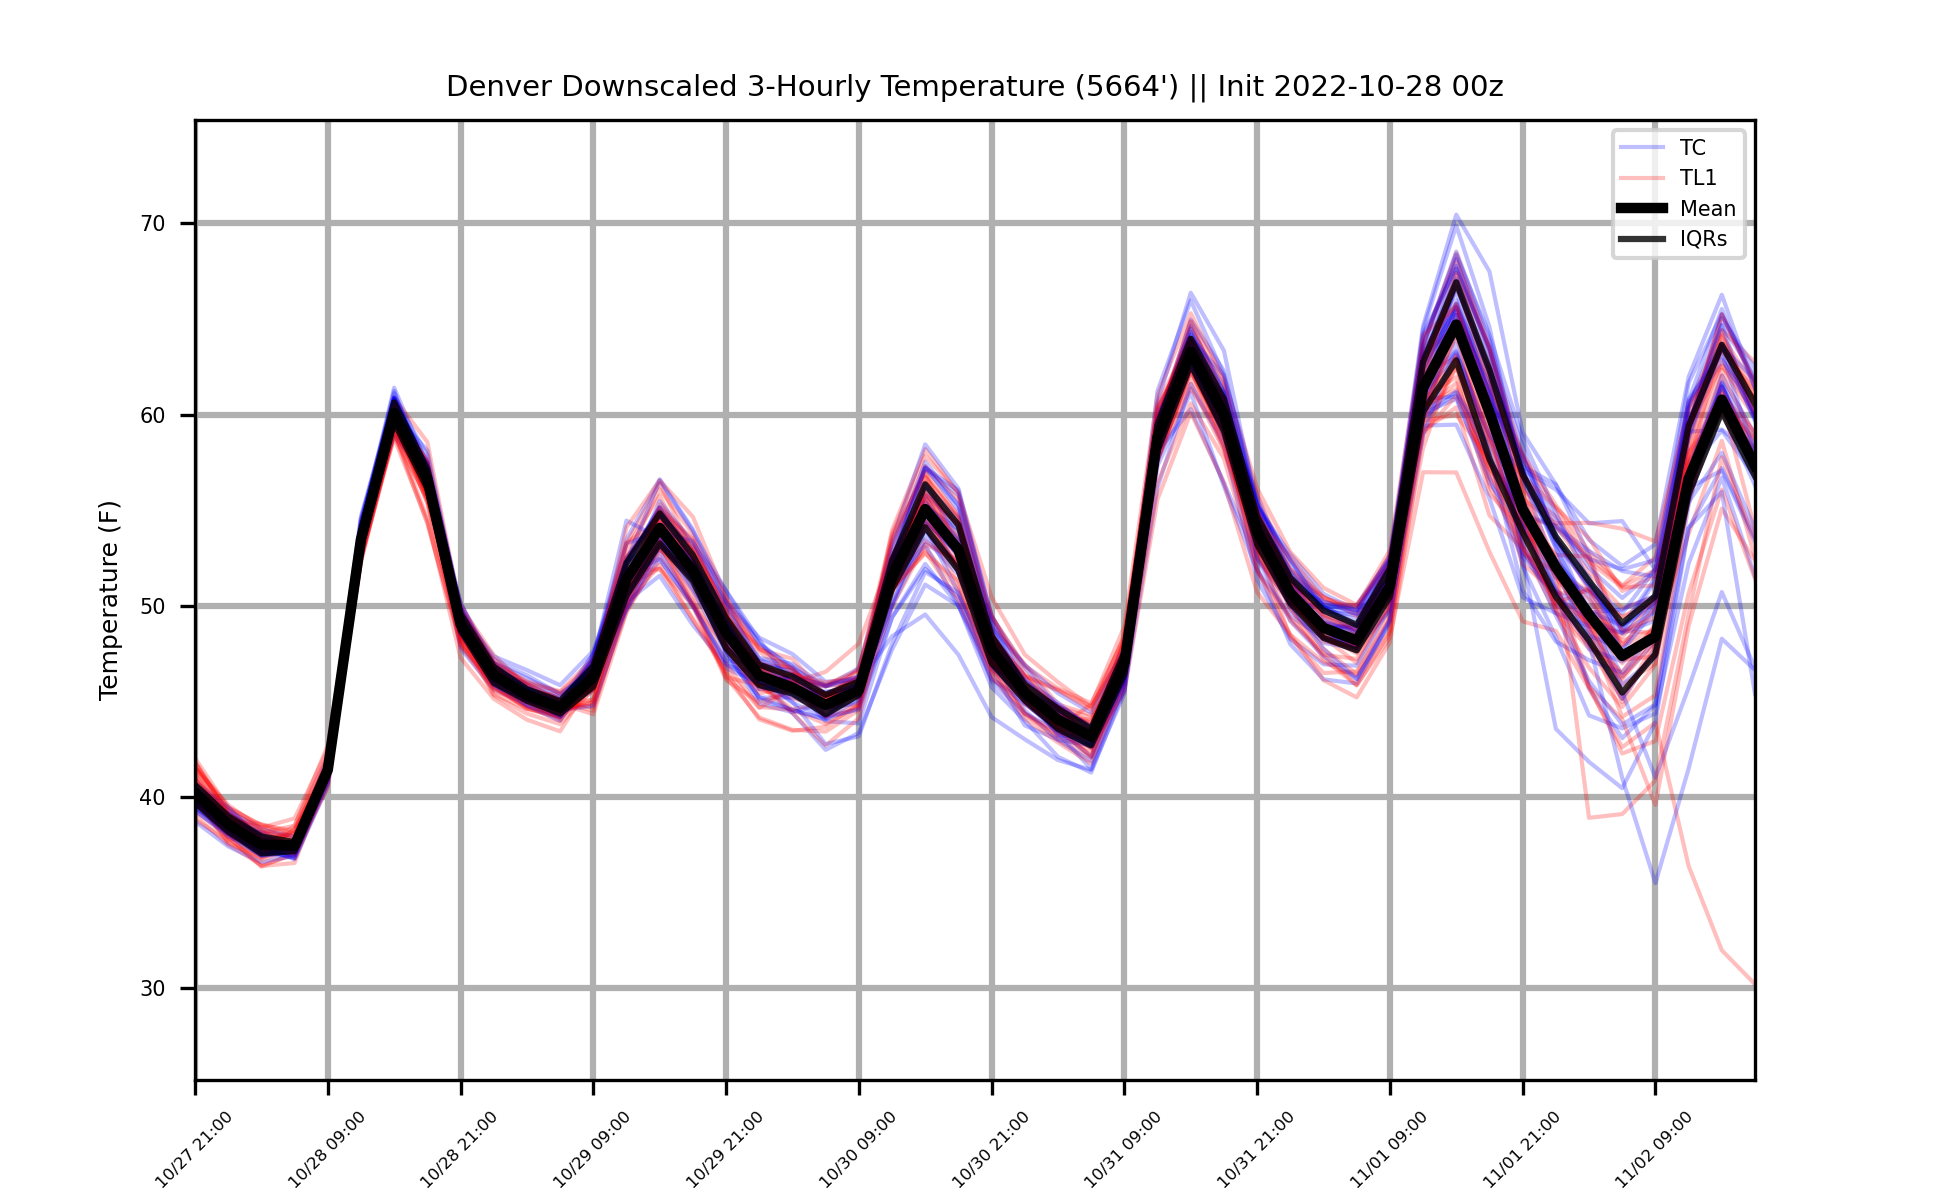 Denver Downscaled 3-Hourly Temperature (5664') || Init 2022-10-28 00z
TC
TL1
Mean
IQRs
Temperature (F)
70
60
50
40
30
10/27 21:00
10/28 09:00
10/28 21:00
10/29 09:00
10/29 21:00
10/30 09:00
10/30 21:00
10/31 09:00
10/31 21:00
11/01 09:00
11/01 21:00
11/02 09:00